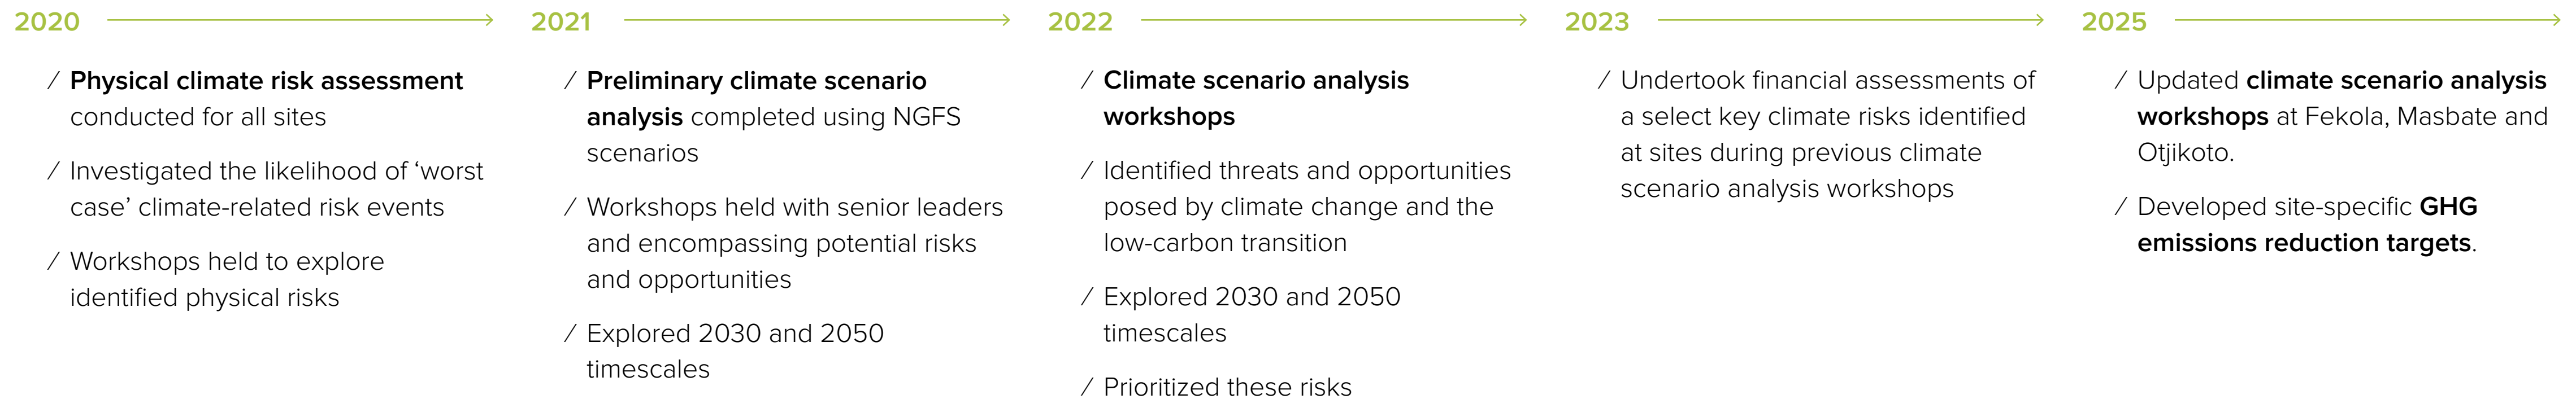 2020
/ Physical climate risk assessment
conducted for all sites
/ Investigated the likelihood of ‘worst
case’ climate-related risk events
/ Workshops held to explore
identified physical risks
2021
/ Preliminary climate scenario
analysis completed using NGFS
scenarios
/ Workshops held with senior leaders
and encompassing potential risks
and opportunities
/ Explored 2030 and 2050
timescales
2022
/ Climate scenario analysis
workshops
/ Identified threats and opportunities
posed by climate change and the
low-carbon transition
/ Explored 2030 and 2050
timescales
/ Prioritized these risks
2023
/ Undertook financial assessments of
a select key climate risks identified
at sites during previous climate
scenario analysis workshops
2025
/ Updated climate scenario analysis
workshops at Fekola, Masbate and
Otjikoto.
/ Developed site-specific GHG
emissions reduction targets.